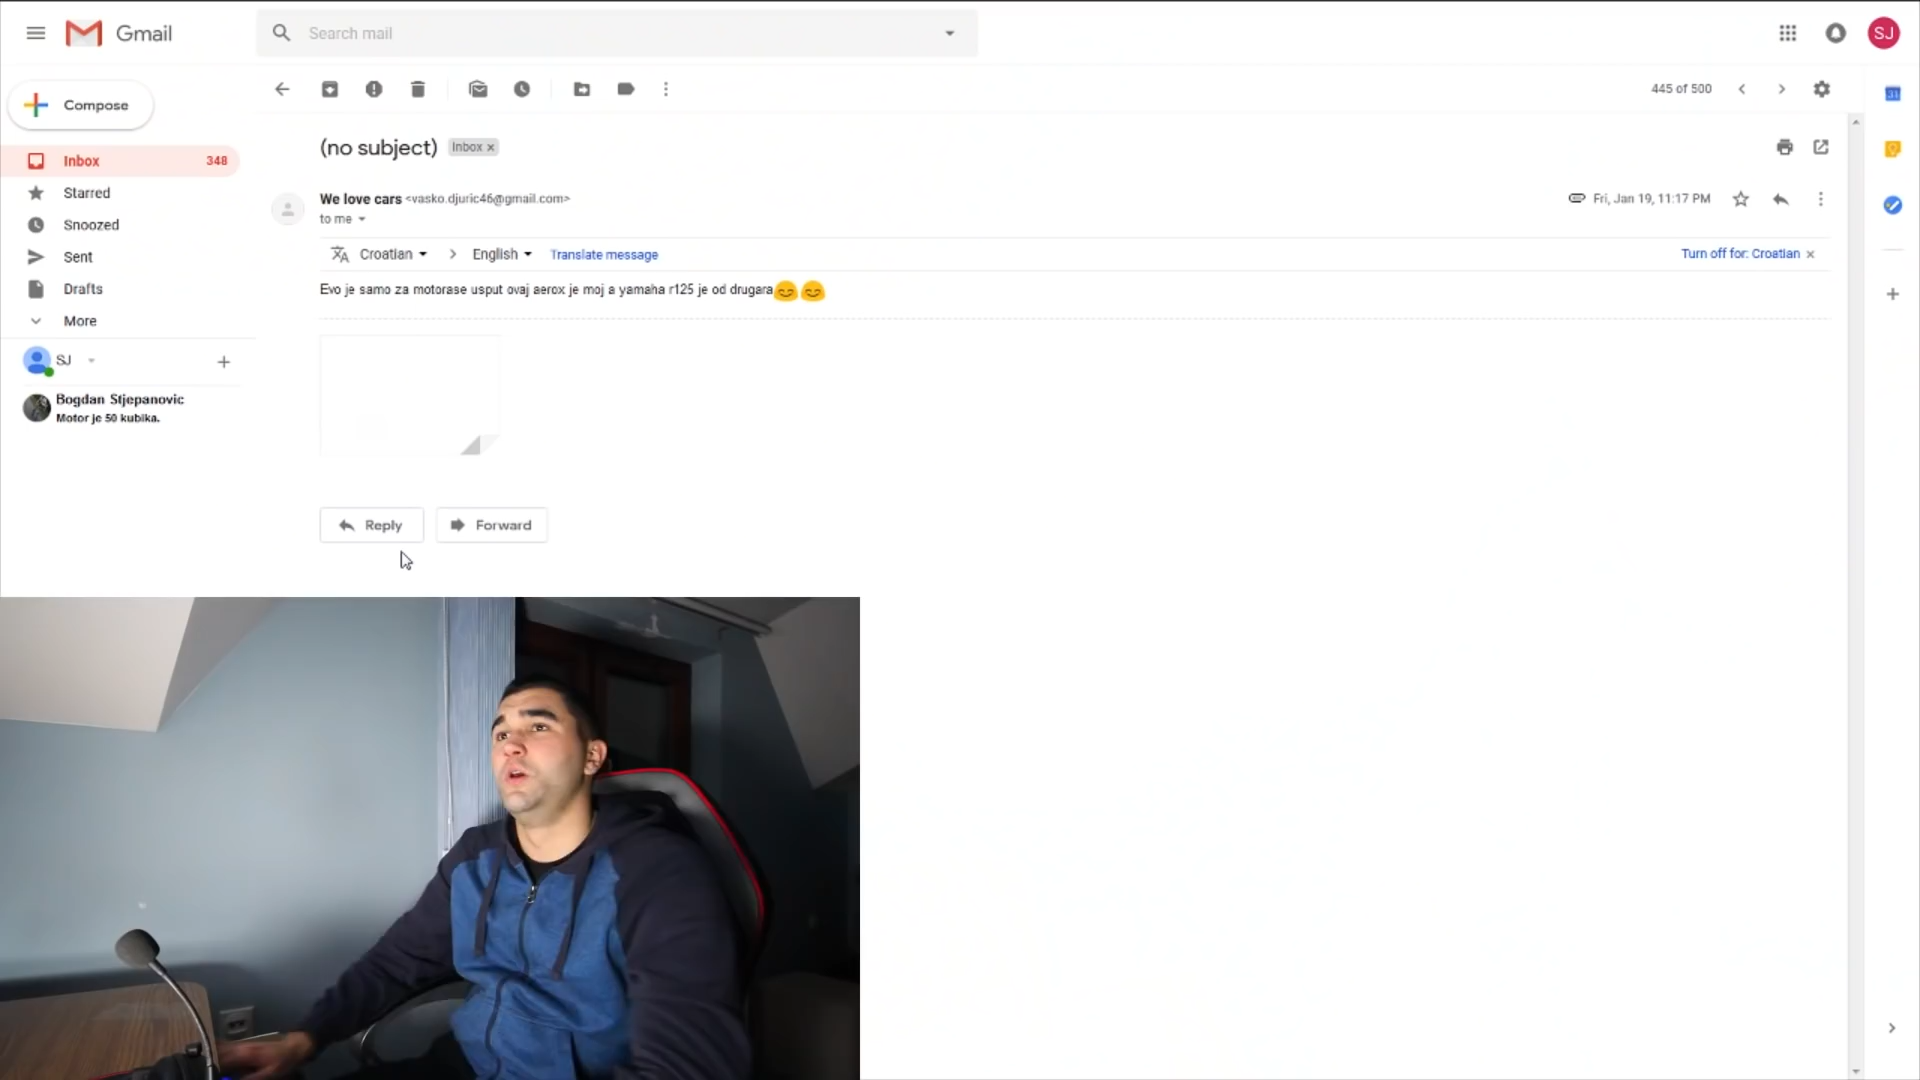 Gmail
Search mail
SJ
Compose
445 of 500
Inbox 348
Starred
Snoozed
Sent
Drafts
More
SJ
Bogdan Stjepanovic
Motor je 50 kubika.
(no subject) Inbox x
We love cars <vasko.djuric46@gmail.com>
Fri, Jan 19, 11:17 PM
to me
Croatian > English Translate message
Turn off for: Croatian x
Evo je samo za motorase usput ovaj aerox je moj a yamaha r125 je od drugara😊😊
Reply Forward